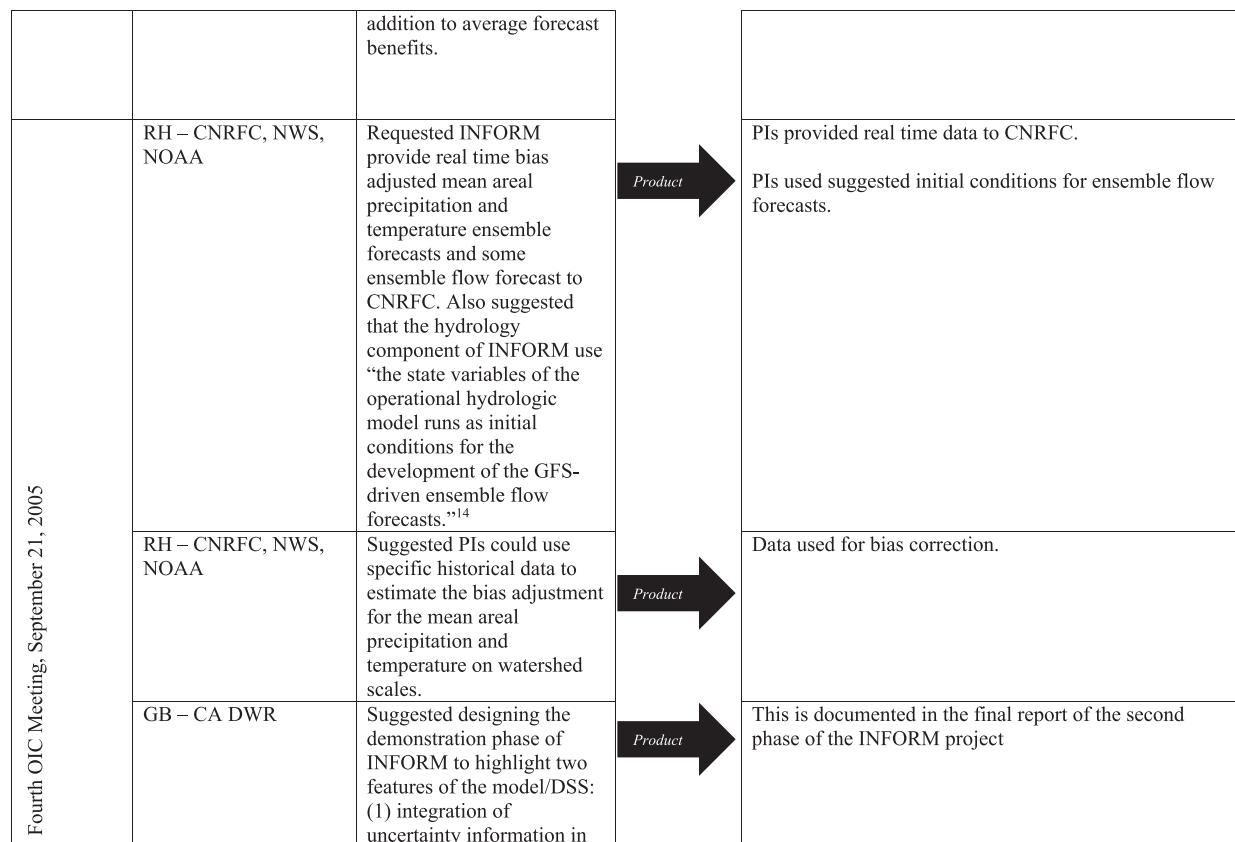 addition to average forecast
benefits.
Fourth OIC Meeting, September 21, 2005
RH – CNRFC, NWS,
NOAA
Requested INFORM
provide real time bias
adjusted mean areal
precipitation and
temperature ensemble
forecasts and some
ensemble flow forecast to
CNRFC. Also suggested
that the hydrology
component of INFORM use
“the state variables of the
operational hydrologic
model runs as initial
conditions for the
development of the GFS-
driven ensemble flow
forecasts.”14
Product
PIs provided real time data to CNRFC.
PIs used suggested initial conditions for ensemble flow
forecasts.
RH – CNRFC, NWS,
NOAA
Suggested PIs could use
specific historical data to
estimate the bias adjustment
for the mean areal
precipitation and
temperature on watershed
scales.
Product
Data used for bias correction.
GB – CA DWR
Suggested designing the
demonstration phase of
INFORM to highlight two
features of the model/DSS:
(1) integration of
uncertainty information in
Product
This is documented in the final report of the second
phase of the INFORM project